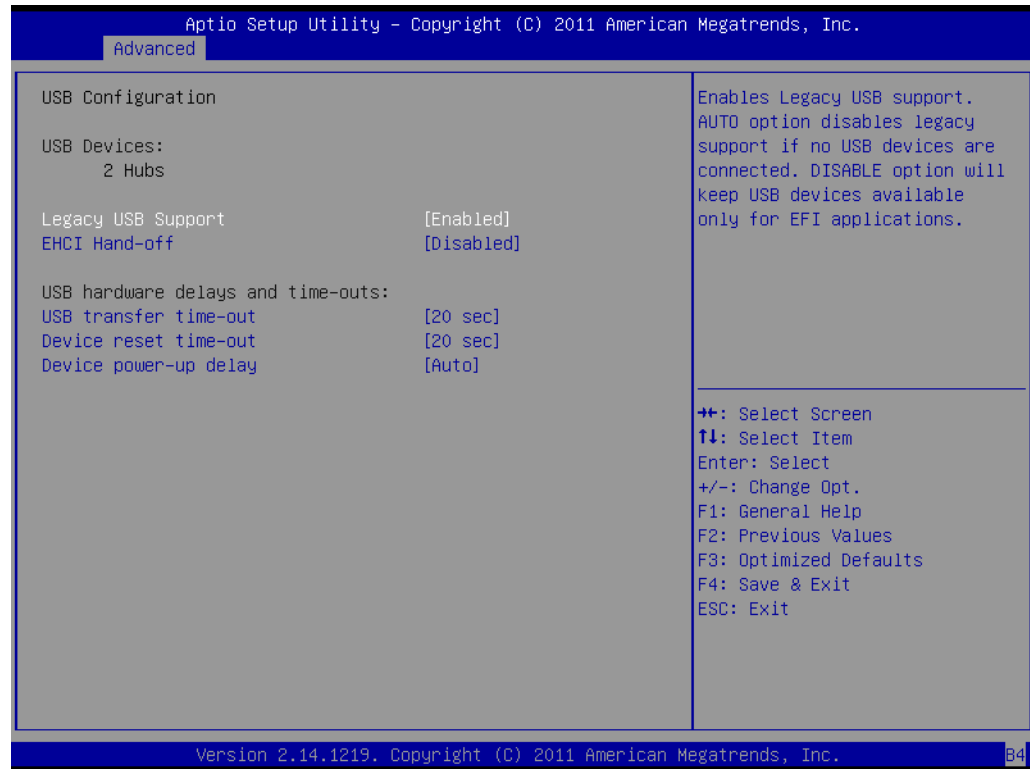 Aptio Setup Utility – Copyright (C) 2011 American Megatrends, Inc.
Advanced
USB Configuration
USB Devices:
2 Hubs
Legacy USB Support [Enabled]
EHCI Hand-off [Disabled]
USB hardware delays and time-outs:
USB transfer time-out [20 sec]
Device reset time-out [20 sec]
Device power-up delay [Auto]
Enables Legacy USB support.
AUTO option disables legacy
support if no USB devices are
connected. DISABLE option will
keep USB devices available
only for EFI applications.
→←: Select Screen
↑↓: Select Item
Enter: Select
+/-: Change Opt.
F1: General Help
F2: Previous Values
F3: Optimized Defaults
F4: Save & Exit
ESC: Exit
Version 2.14.1219. Copyright (C) 2011 American Megatrends, Inc.
B4